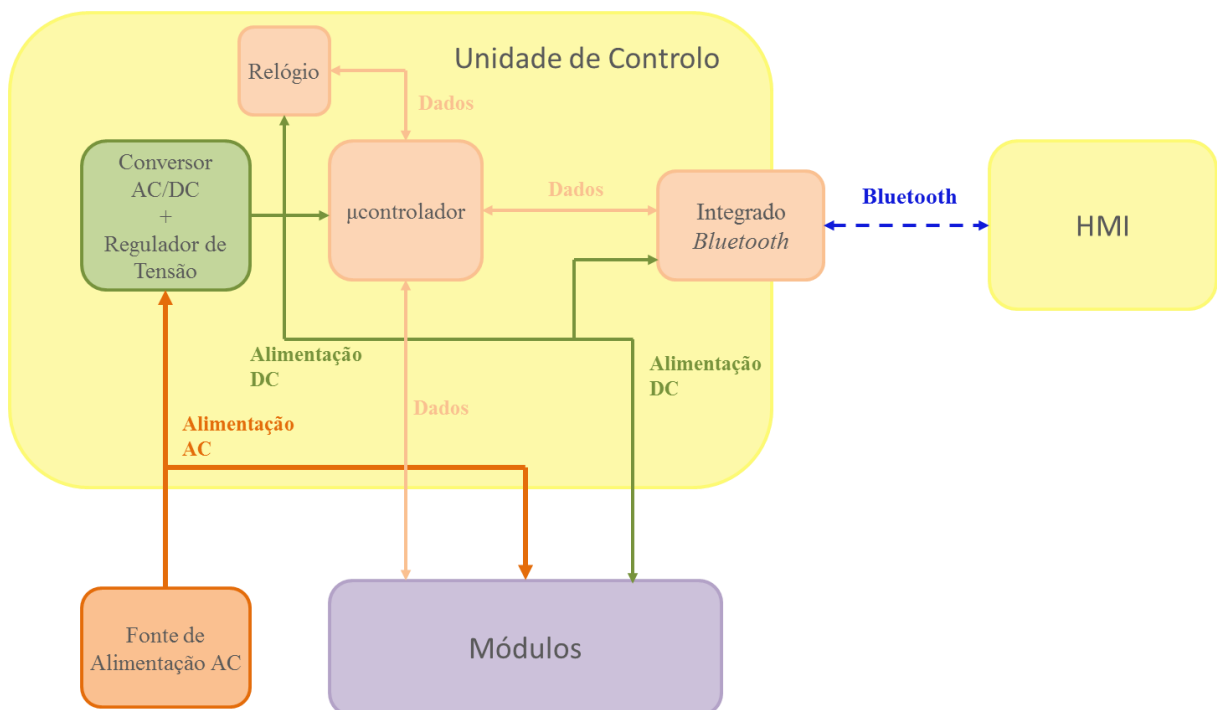 Unidade de Controlo
Relógio
Dados
Conversor
AC/DC
+
Regulador de
Tensão
µcontrolador
Dados
Integrado
Bluetooth
Bluetooth
HMI
Alimentação
DC
Alimentação
DC
Dados
Alimentação
AC
Fonte de
Alimentação AC
Módulos